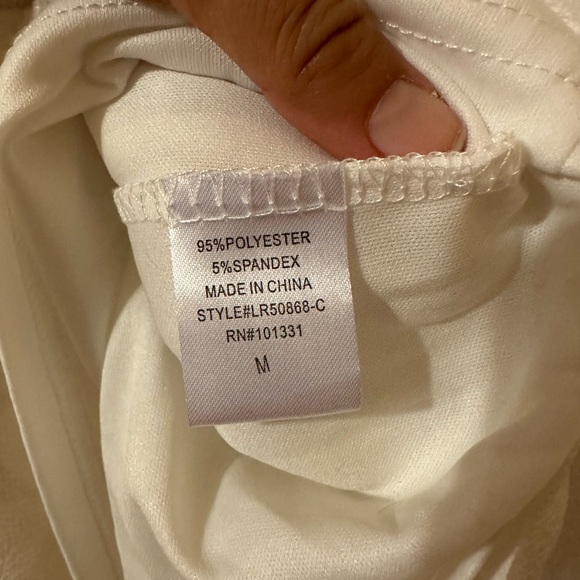 95%POLYESTER
5%SPANDEX
MADE IN CHINA
STYLE#LR50868-C
RN#101331
M